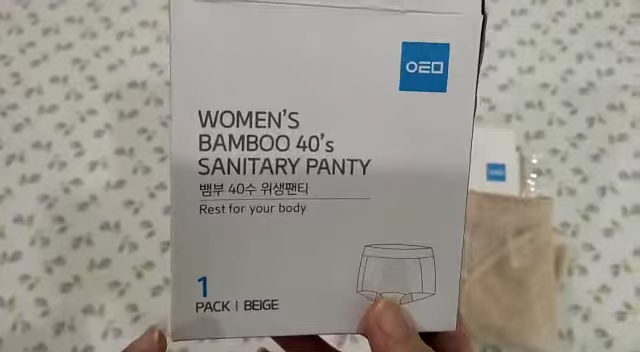 오르므
WOMEN'S
BAMBOO 40's
SANITARY PANTY
뱀부 40수 위생팬티
Rest for your body
1
PACK | BEIGE